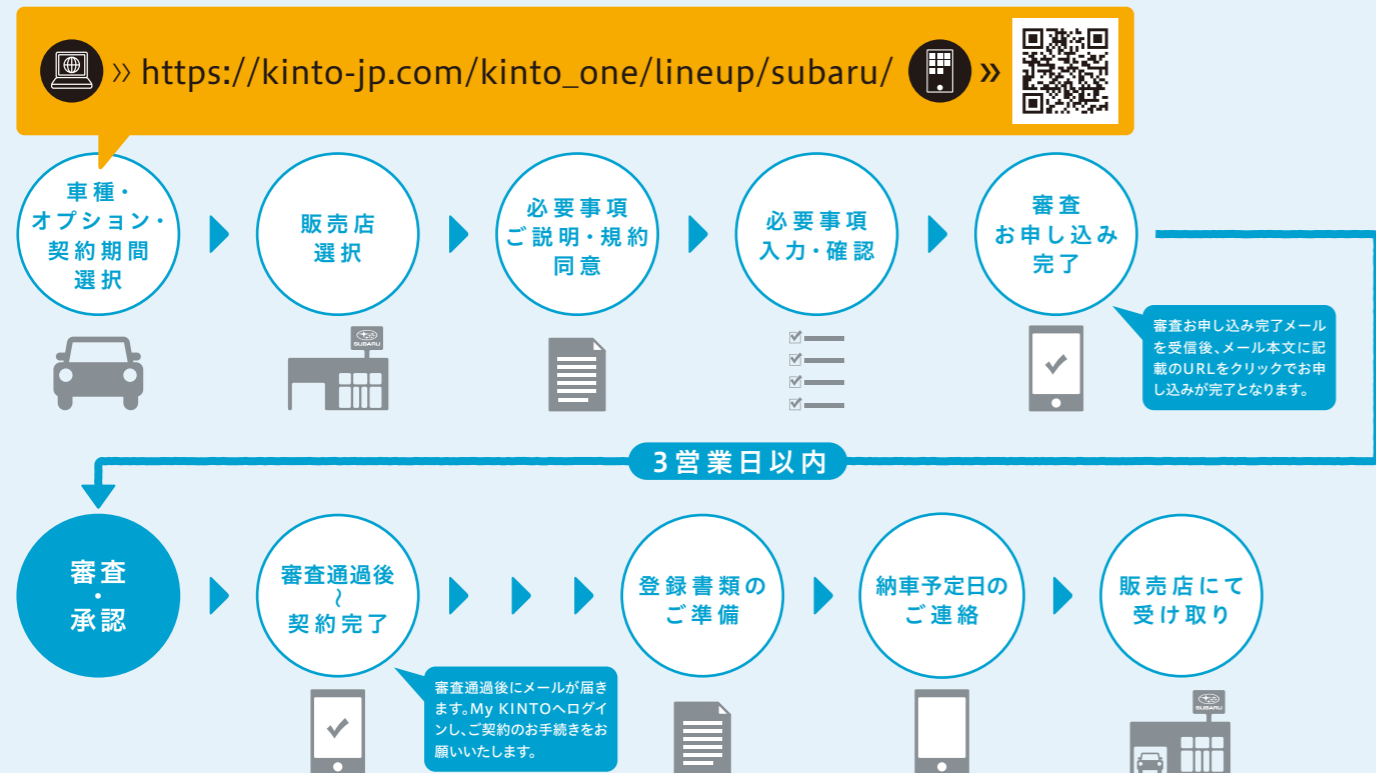 » https://kinto-jp.com/kinto_one/lineup/subaru/ »
車種・
オプション・
契約期間
選択
販売店
選択
必要事項
ご説明・規約
同意
必要事項
入力・確認
審査
お申し込み
完了
SUBARU
審査お申し込み完了メール
を受信後、メール本文に記
載のURLをクリックでお申
し込みが完了となります。
3営業日以内
審査
・
承認
審査通過後
〜
契約完了
登録書類の
ご準備
納車予定日の
ご連絡
販売店にて
受け取り
審査通過後にメールが届き
ます。My KINTOへログイ
ンし、ご契約のお手続きをお
願いいたします。
SUBARU